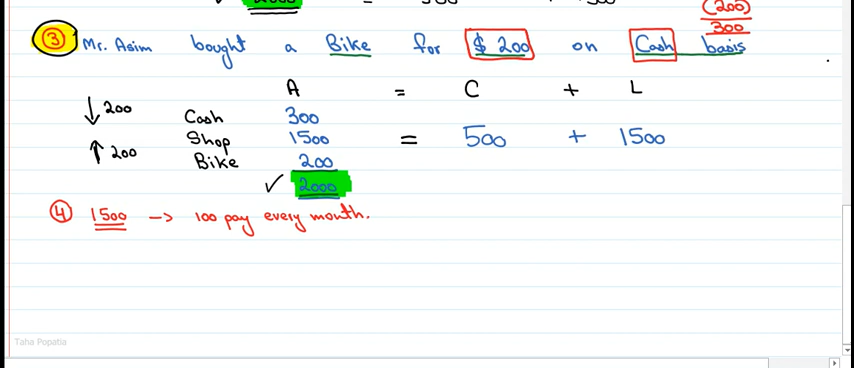 (200)
300
③ Mr. Asim bought a Bike for $ 200 on Cash basis
A = C + L
↓ 200 Cash 300
Shop 1500 = 500 + 1500
↑ 200 Bike 200
✓ 2000
④ 1500 -> 100 pay every month.
Taha Popatia